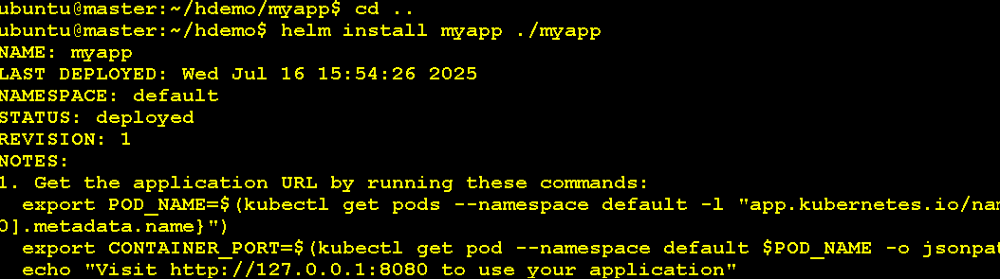 ubuntu@master:~/hdemo/myapp$ cd ..
ubuntu@master:~/hdemo$ helm install myapp ./myapp
NAME: myapp
LAST DEPLOYED: Wed Jul 16 15:54:26 2025
NAMESPACE: default
STATUS: deployed
REVISION: 1
NOTES:
1. Get the application URL by running these commands:
  export POD_NAME=$(kubectl get pods --namespace default -l "app.kubernetes.io/nam
0].metadata.name}")
  export CONTAINER_PORT=$(kubectl get pod --namespace default $POD_NAME -o jsonpat
  echo "Visit http://127.0.0.1:8080 to use your application"